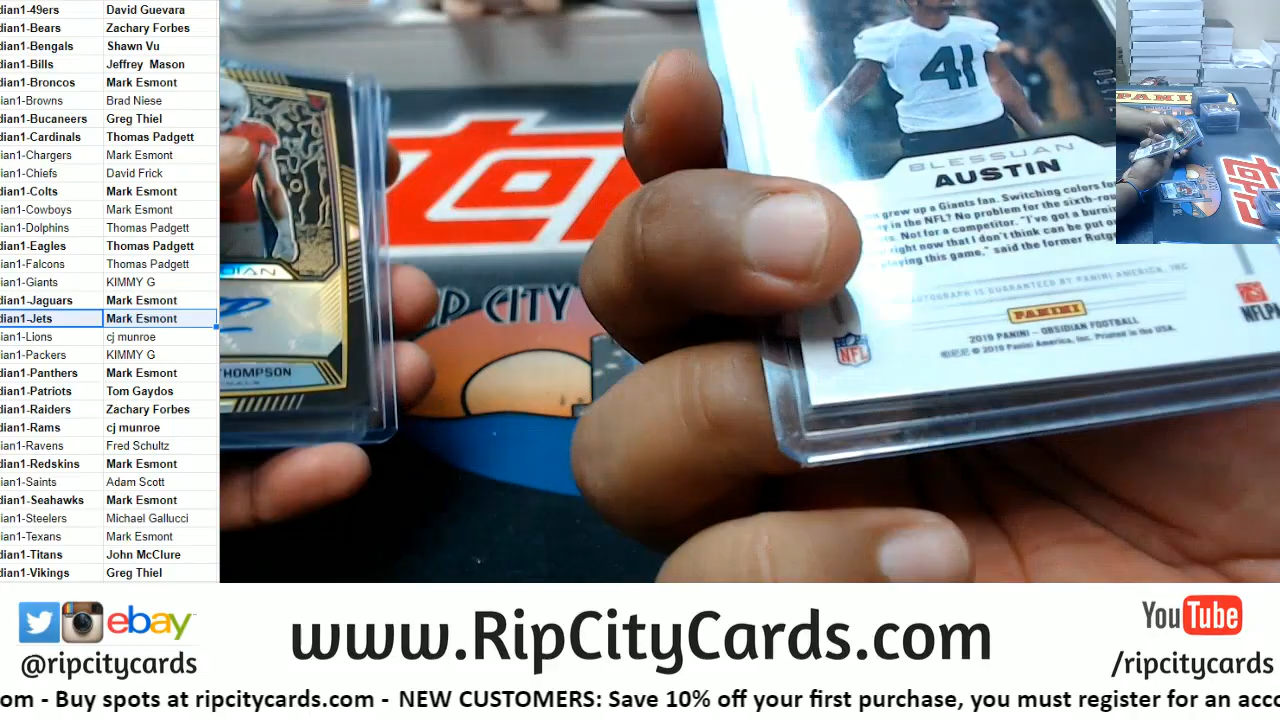 dian1-49ers David Guevara
dian1-Bears Zachary Forbes
dian1-Bengals Shawn Vu
dian1-Bills Jeffrey Mason
dian1-Broncos Mark Esmont
ian1-Browns Brad Niese
dian1-Bucaneers Greg Thiel
dian1-Cardinals Thomas Padgett
ian1-Chargers Mark Esmont
ian1-Chiefs David Frick
dian1-Colts Mark Esmont
ian1-Cowboys Mark Esmont
ian1-Dolphins Thomas Padgett
dian1-Eagles Thomas Padgett
ian1-Falcons Thomas Padgett
ian1-Giants KIMMY G
dian1-Jaguars Mark Esmont
dian1-Jets Mark Esmont
ian1-Lions cj munroe
ian1-Packers KIMMY G
dian1-Panthers Mark Esmont
dian1-Patriots Tom Gaydos
dian1-Raiders Zachary Forbes
dian1-Rams cj munroe
ian1-Ravens Fred Schultz
dian1-Redskins Mark Esmont
ian1-Saints Adam Scott
dian1-Seahawks Mark Esmont
ian1-Steelers Michael Gallucci
ian1-Texans Mark Esmont
dian1-Titans John McClure
dian1-Vikings Greg Thiel
DIAN
THOMPSON
NALS
P CITY
41
BLESSUAN
AUSTIN
grew up a Giants fan. Switching colors fo
in the NFL? No problem for the sixth-rou
Not for a competitor. "I've got a burnin
right now that I don't think can be put o
playing this game," said the former Rutg
AUTOGRAPH IS GUARANTEED BY PANINI AMERICA, INC
PANINI
2019 PANINI - OBSIDIAN FOOTBALL
© 2019 Panini America, Inc. Printed in the USA.
NFL
NFLP
PANINI
ebay
@ripcitycards
www.RipCityCards.com
YouTube
/ripcitycards
om - Buy spots at ripcitycards.com - NEW CUSTOMERS: Save 10% off your first purchase, you must register for an acco